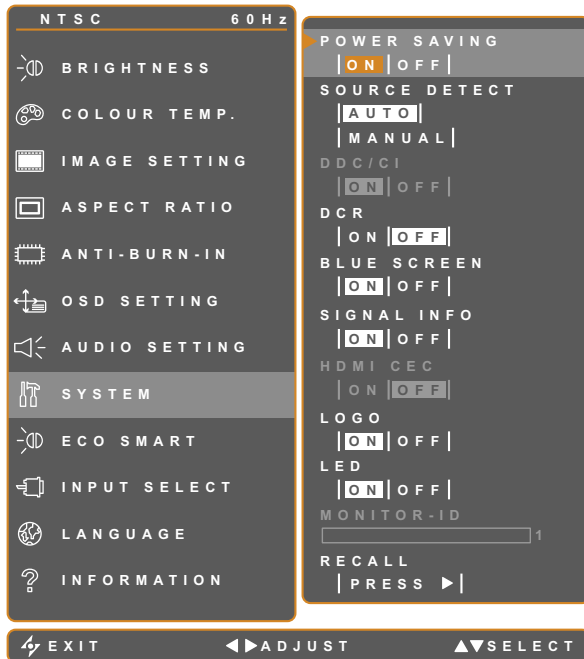 NTSC 60Hz
BRIGHTNESS
COLOUR TEMP.
IMAGE SETTING
ASPECT RATIO
ANTI-BURN-IN
OSD SETTING
AUDIO SETTING
SYSTEM
ECO SMART
INPUT SELECT
LANGUAGE
INFORMATION
POWER SAVING
ON OFF
SOURCE DETECT
AUTO
MANUAL
DDC/CI
ON OFF
DCR
ON OFF
BLUE SCREEN
ON OFF
SIGNAL INFO
ON OFF
HDMI CEC
ON OFF
LOGO
ON OFF
LED
ON OFF
MONITOR-ID
1
RECALL
PRESS
EXIT ADJUST SELECT